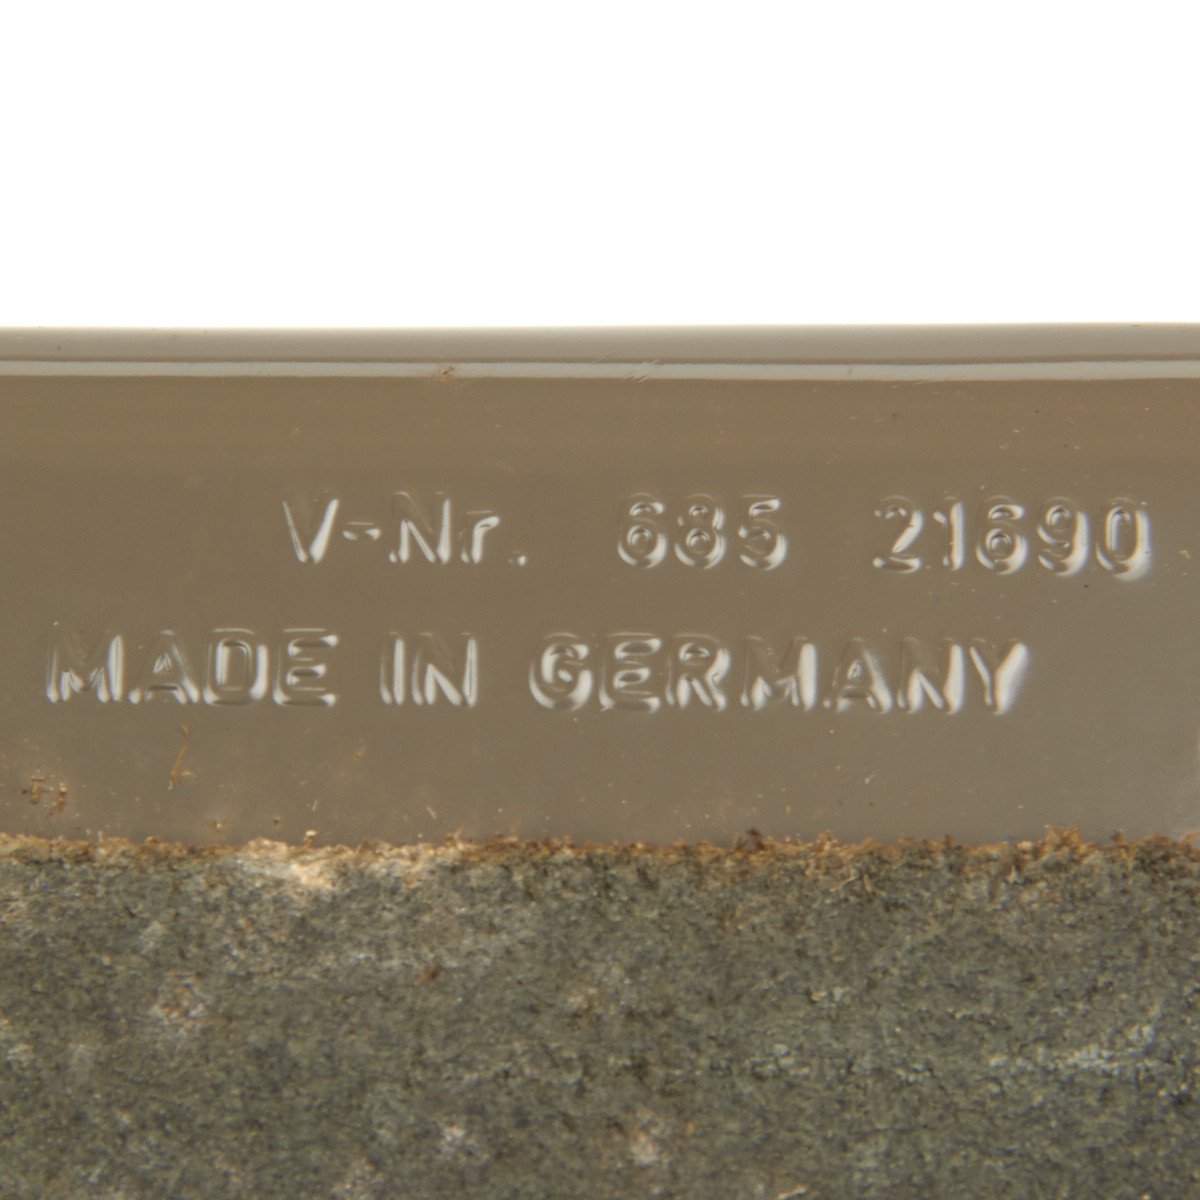 V-Nr. 685 21690
MADE IN GERMANY